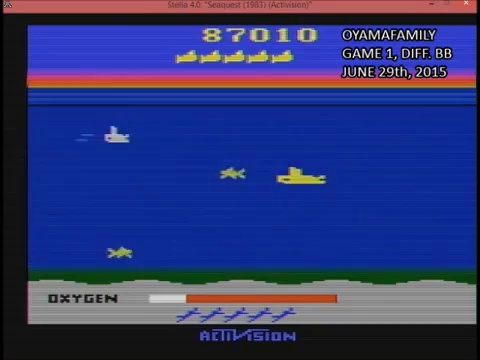 Stella 4.0: "Seaquest (1983) (Activision)"
87010
OYAMAFAMILY
GAME 1, DIFF. BB
JUNE 29th, 2015
OXYGEN
ACTIVISION